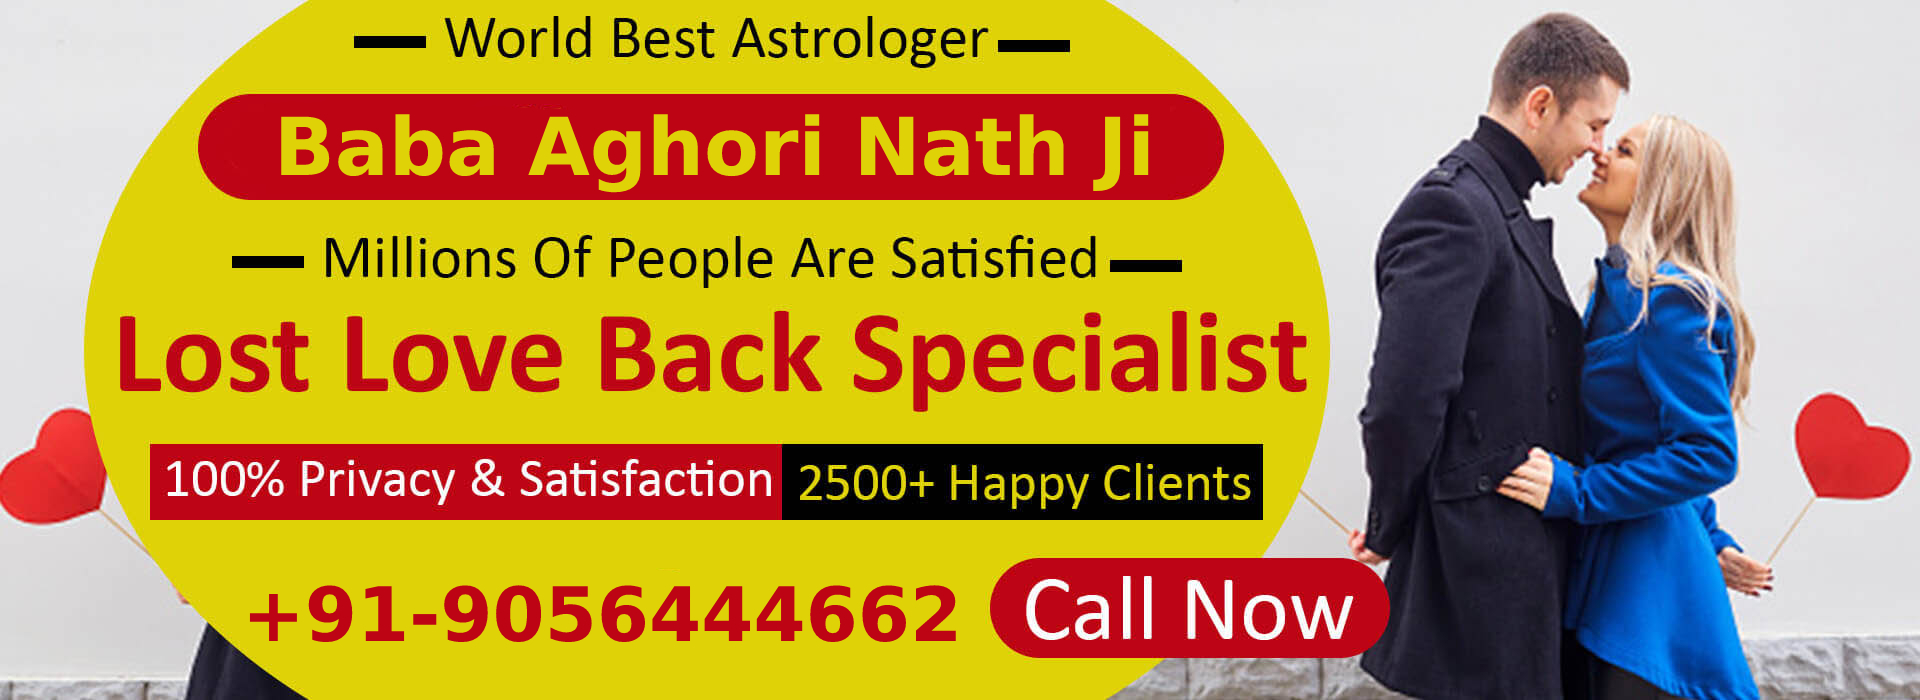 World Best Astrologer
Baba Aghori Nath Ji
Millions Of People Are Satisfied
Lost Love Back Specialist
100% Privacy & Satisfaction 2500+ Happy Clients
+91-9056444662 Call Now